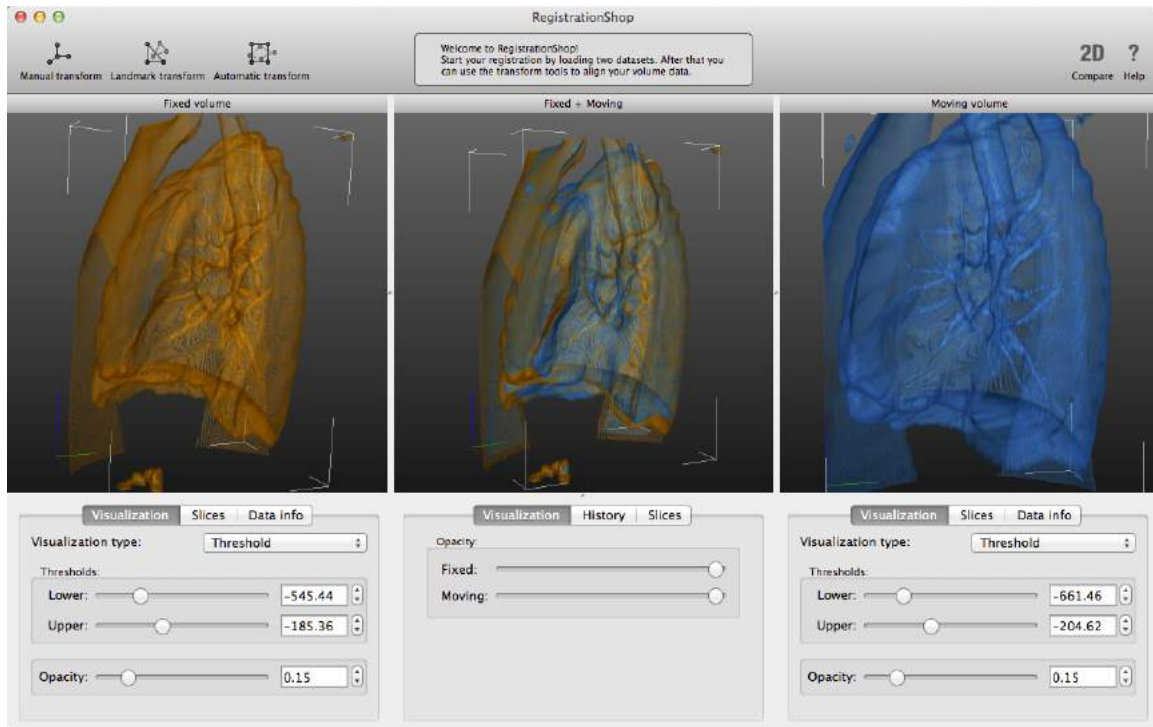 RegistrationShop
Manual transform Landmark transform Automatic transform
Welcome to RegistrationShop!
Start your registration by loading two datasets. After that you
can use the transform tools to align your volume data.
2D ?
Compare Help
Fixed volume
Fixed + Moving
Moving volume
Visualization Slices Data info
Visualization type: Threshold
Thresholds:
Lower: -545.44
Upper: -185.36
Opacity: 0.15
Visualization History Slices
Opacity:
Fixed:
Moving:
Visualization Slices Data info
Visualization type: Threshold
Thresholds:
Lower: -661.46
Upper: -204.62
Opacity: 0.15